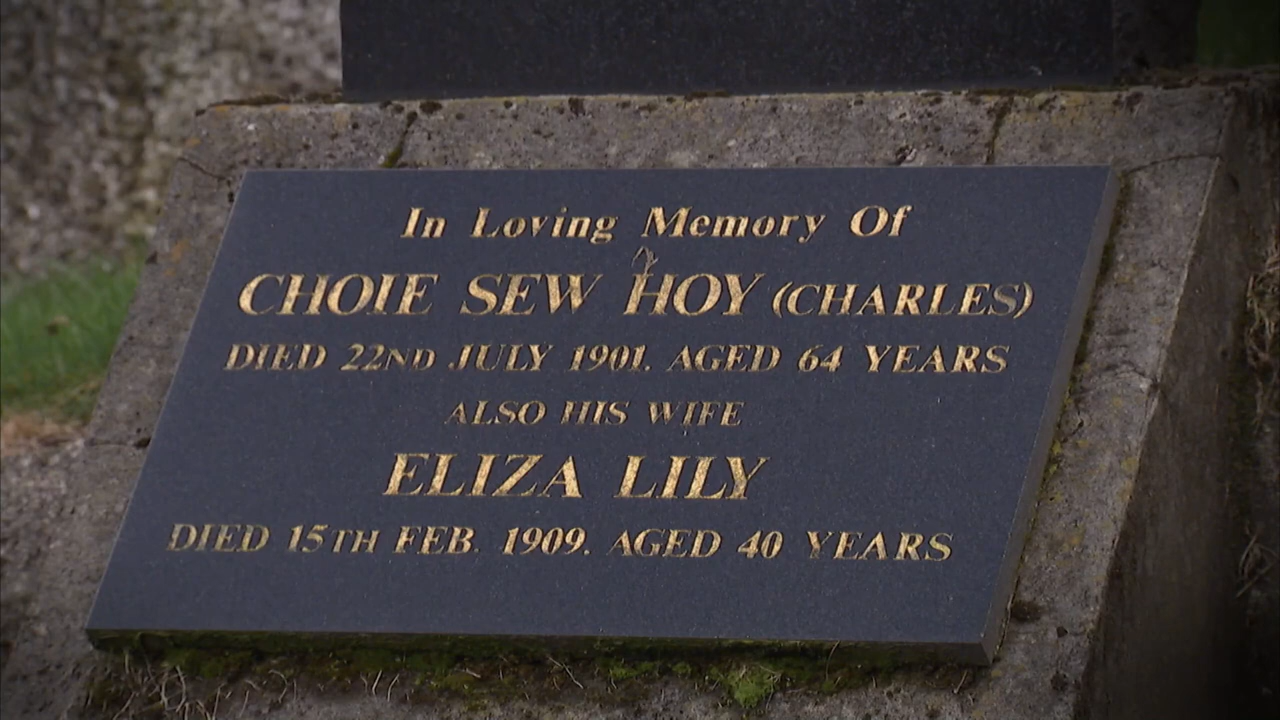 In Loving Memory Of
CHOIE SEW HOY (CHARLES)
DIED 22ND JULY 1901. AGED 64 YEARS
ALSO HIS WIFE
ELIZA LILY
DIED 15TH FEB. 1909. AGED 40 YEARS